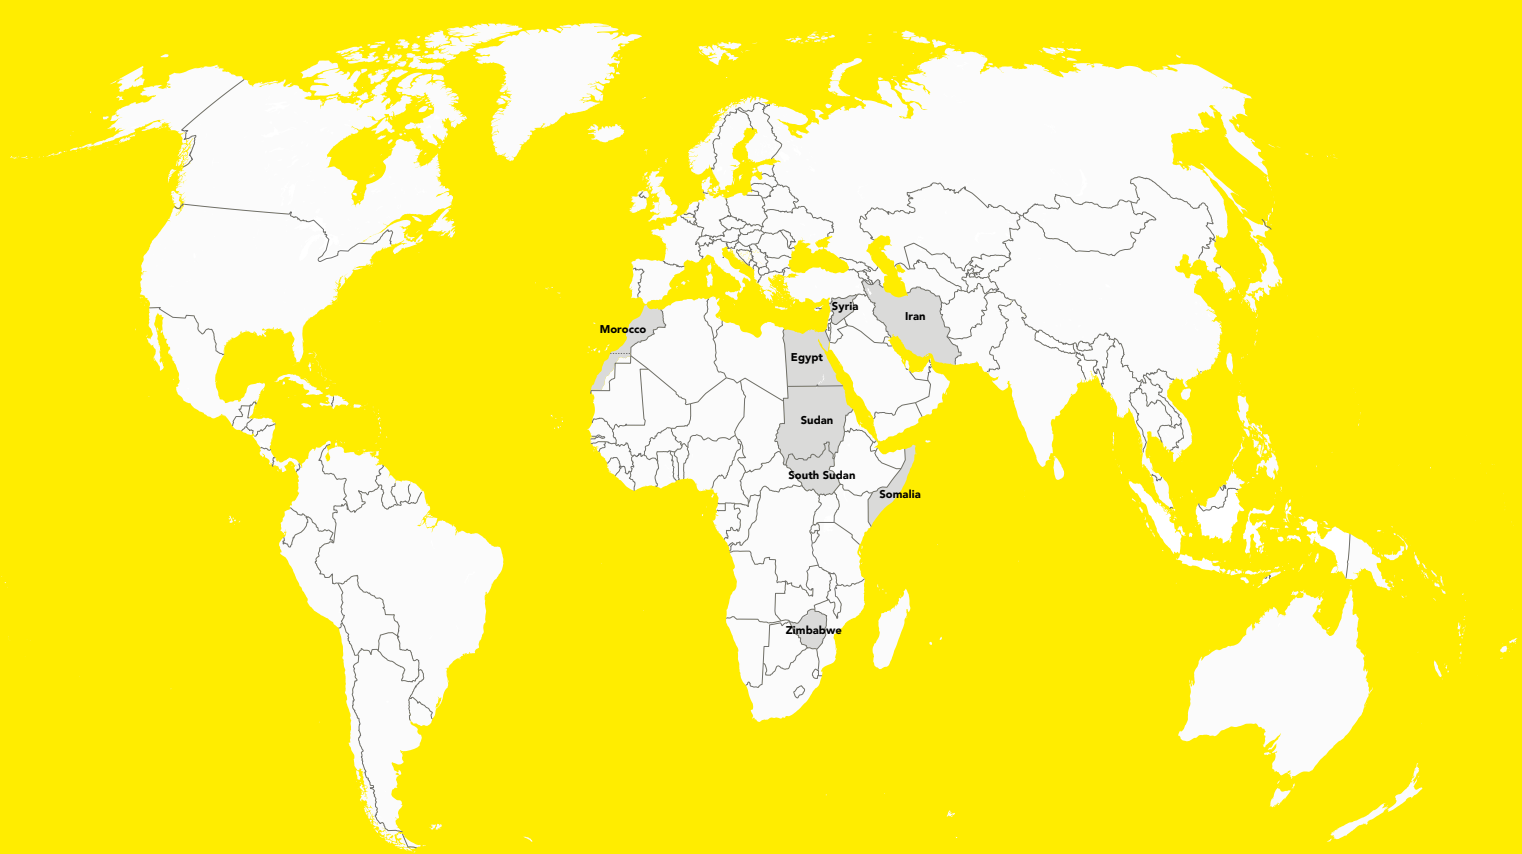 Syria
Iran
Morocco
Egypt
Sudan
South Sudan
Somalia
Zimbabwe